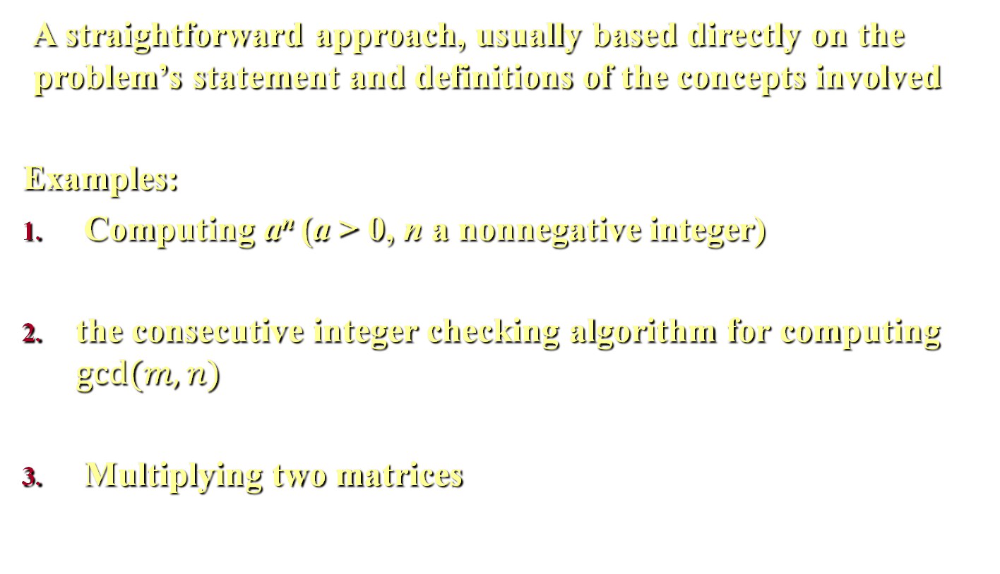 A straightforward approach, usually based directly on the
problem’s statement and definitions of the concepts involved
Examples:
1. Computing aⁿ (a > 0, n a nonnegative integer)
2. the consecutive integer checking algorithm for computing
gcd(m, n)
3. Multiplying two matrices